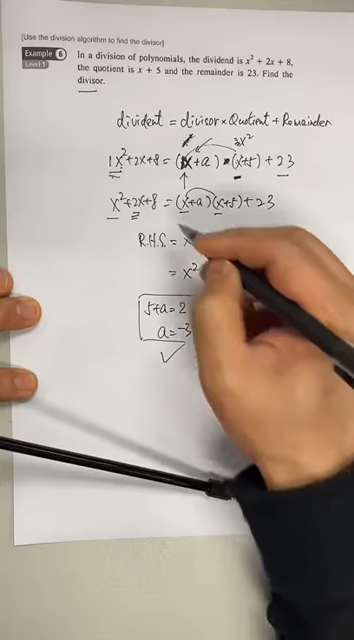 [Use the division algorithm to find the divisor]
Example 6 In a division of polynomials, the dividend is x² + 2x + 8,
Level 1 the quotient is x + 5 and the remainder is 23. Find the
divisor.
divident = divisor × Quotient + Remainder
x²
1x²+2x+8 = (x+a) • (x+5) + 23
x²+2x+8 = (x+a)(x+5)+23
R.H.S. = x
= x²
5+a=2
a=-3